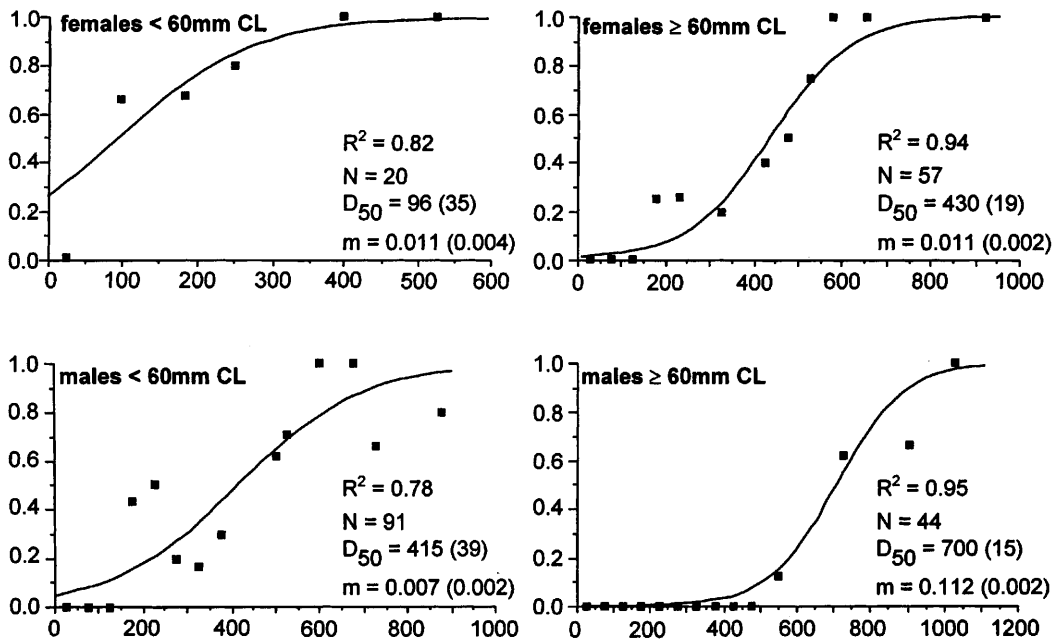 females < 60mm CL
1.0
0.8
0.6
0.4
0.2
0.0
R² = 0.82
N = 20
D50 = 96 (35)
m = 0.011 (0.004)
0 100 200 300 400 500 600
females ≥ 60mm CL
1.0
0.8
0.6
0.4
0.2
0.0
R² = 0.94
N = 57
D50 = 430 (19)
m = 0.011 (0.002)
0 200 400 600 800 1000
males < 60mm CL
1.0
0.8
0.6
0.4
0.2
0.0
R² = 0.78
N = 91
D50 = 415 (39)
m = 0.007 (0.002)
0 200 400 600 800 1000
males ≥ 60mm CL
1.0
0.8
0.6
0.4
0.2
0.0
R² = 0.95
N = 44
D50 = 700 (15)
m = 0.112 (0.002)
0 200 400 600 800 1000 1200